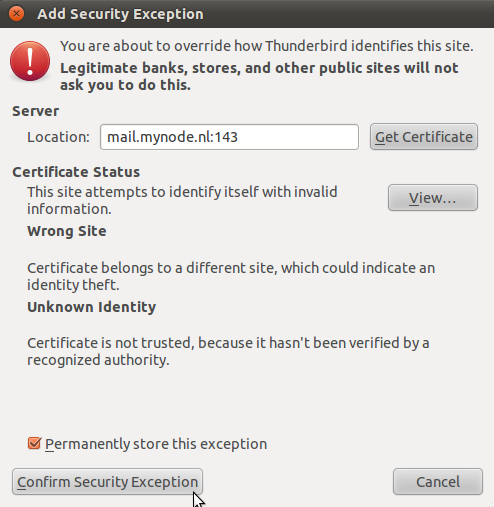 Add Security Exception
You are about to override how Thunderbird identifies this site.
Legitimate banks, stores, and other public sites will not
ask you to do this.
Server
Location: mail.mynode.nl:143 Get Certificate
Certificate Status
This site attempts to identify itself with invalid
information.
View...
Wrong Site
Certificate belongs to a different site, which could indicate an
identity theft.
Unknown Identity
Certificate is not trusted, because it hasn't been verified by a
recognized authority.
Permanently store this exception
Confirm Security Exception Cancel